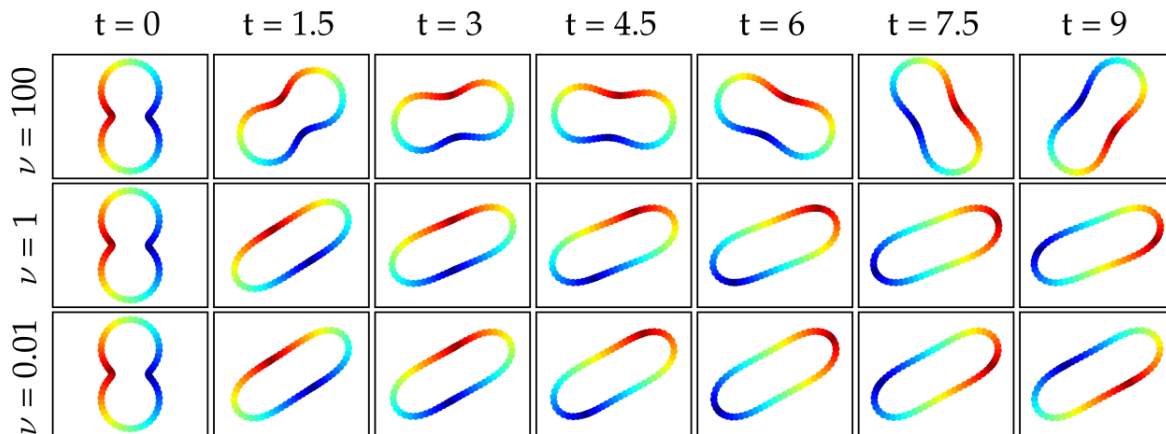 t = 0 t = 1.5 t = 3 t = 4.5 t = 6 t = 7.5 t = 9
ν = 100
ν = 1
ν = 0.01